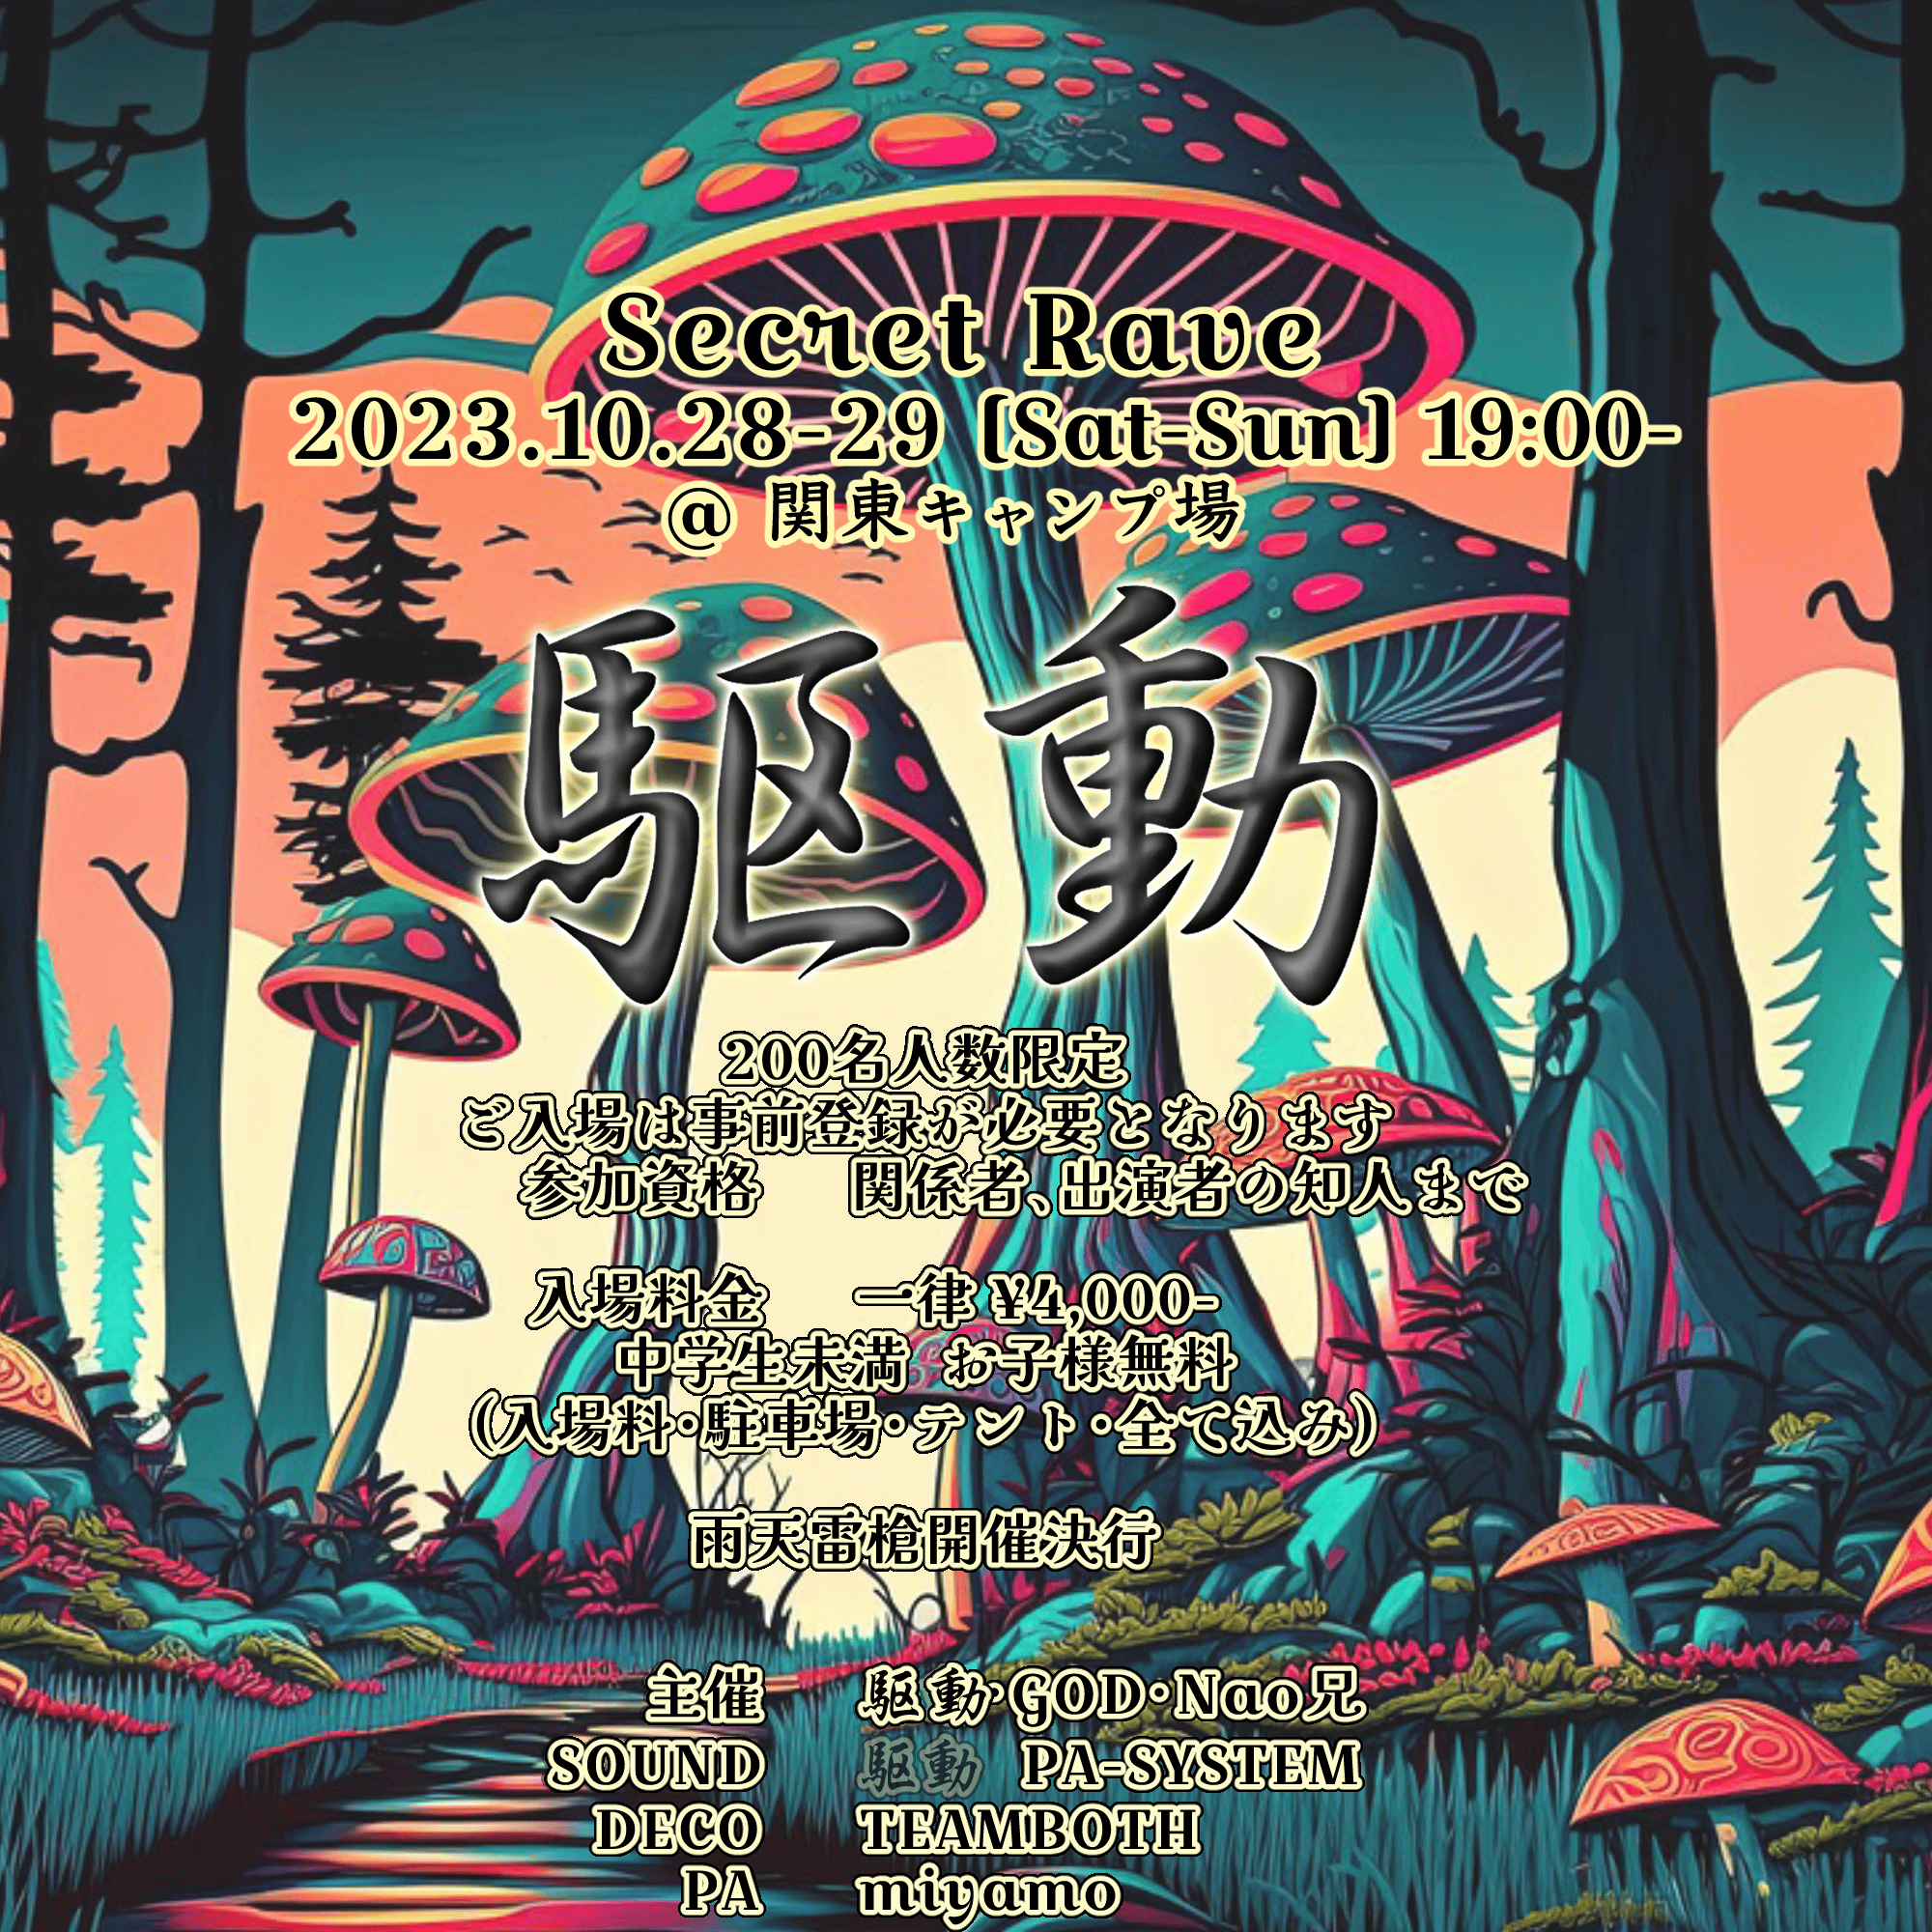 Secret Rave
2023.10.28-29 (Sat-Sun) 19:00-
@ 関東キャンプ場
駆動
200名人数限定
ご入場は事前登録が必要となります
参加資格 関係者、出演者の知人まで
入場料金 一律 ¥4,000-
中学生未満 お子様無料
(入場料・駐車場・テント・全て込み)
雨天雷槍開催決行
主催 駆動・GOD・Nao兄
SOUND 駆動 PA-SYSTEM
DECO TEAMBOTH
PA miyamo